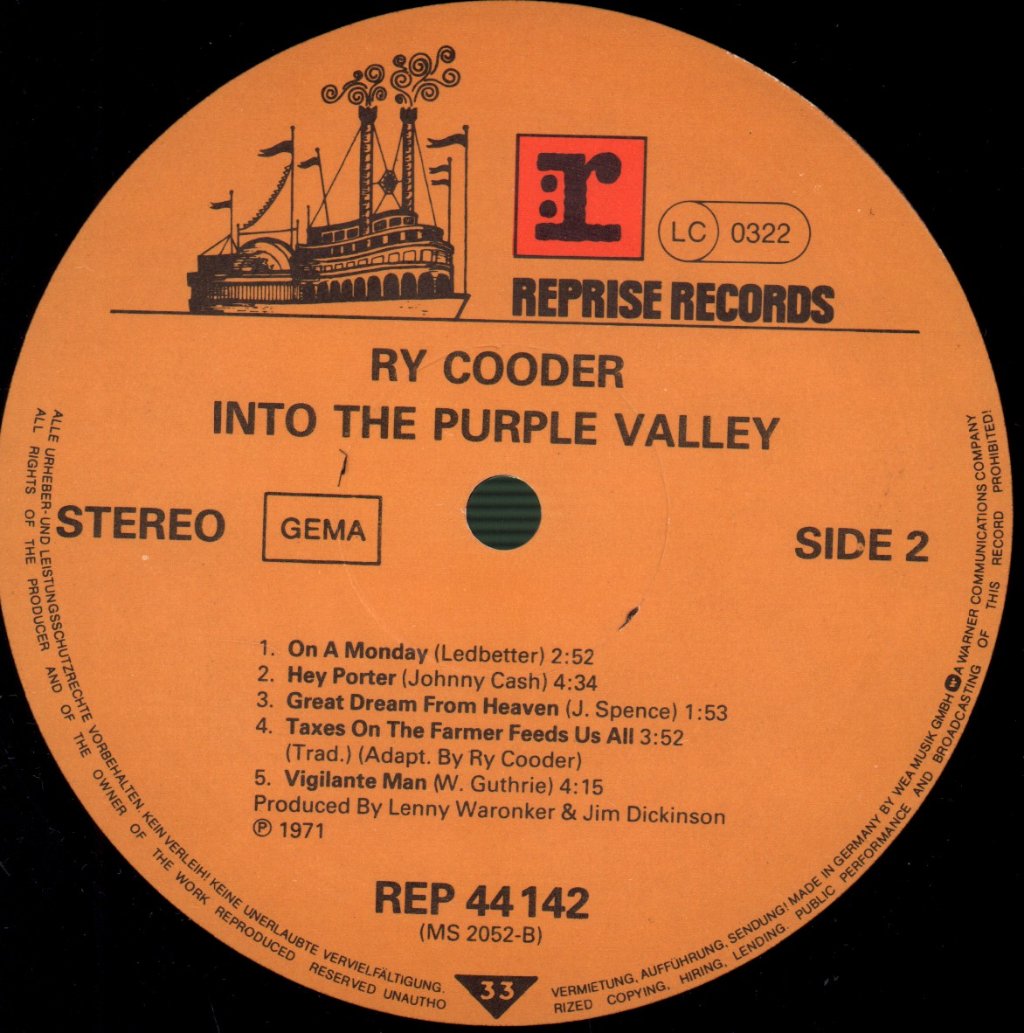 r
LC 0322
REPRISE RECORDS
RY COODER
INTO THE PURPLE VALLEY
STEREO
GEMA
SIDE 2
1. On A Monday (Ledbetter) 2:52
2. Hey Porter (Johnny Cash) 4:34
3. Great Dream From Heaven (J. Spence) 1:53
4. Taxes On The Farmer Feeds Us All 3:52
(Trad.) (Adapt. By Ry Cooder)
5. Vigilante Man (W. Guthrie) 4:15
Produced By Lenny Waronker & Jim Dickinson
℗ 1971
REP 44 142
(MS 2052-B)
33
ALLE URHEBER- UND LEISTUNGSSCHUTZRECHTE VORBEHALTEN. KEIN VERLEIH! KEINE UNERLAUBTE VERVIELFÄLTIGUNG. VERMIETUNG, AUFFÜHRUNG, SENDUNG! MADE IN GERMANY BY WEA MUSIK GMBH A WARNER COMMUNICATIONS COMPANY
ALL RIGHTS OF THE PRODUCER AND OF THE OWNER OF THE WORK REPRODUCED RESERVED UNAUTHORIZED COPYING, HIRING, LENDING. PUBLIC PERFORMANCE AND BROADCASTING OF THIS RECORD PROHIBITED!